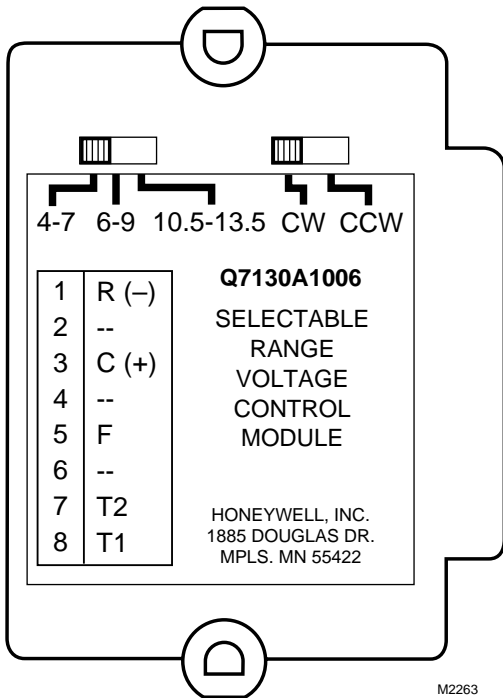 4-7 6-9 10.5-13.5 CW CCW
1 R (–)
2 --
3 C (+)
4 --
5 F
6 --
7 T2
8 T1
Q7130A1006
SELECTABLE
RANGE
VOLTAGE
CONTROL
MODULE
HONEYWELL, INC.
1885 DOUGLAS DR.
MPLS. MN 55422
M2263